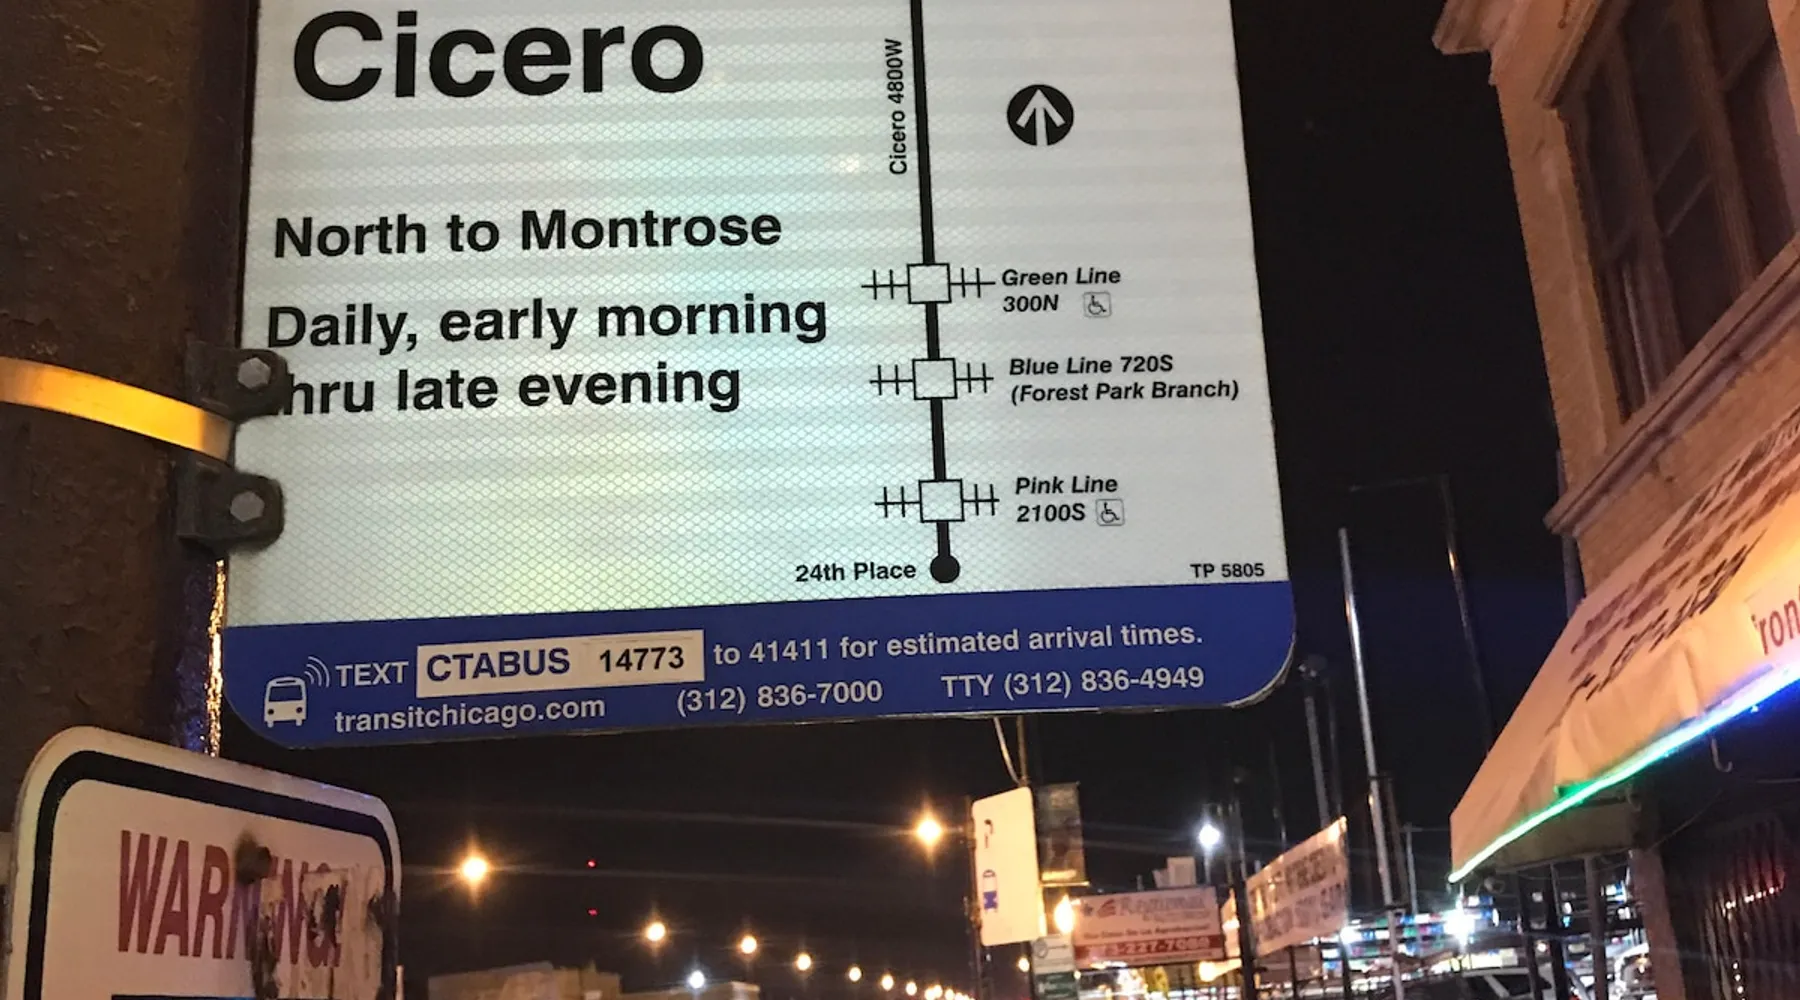 Cicero
North to Montrose
Daily, early morning
hru late evening
Cicero 4800W
Green Line
300N
Blue Line 720S
(Forest Park Branch)
Pink Line
2100S
24th Place
TP 5805
TEXT CTABUS 14773 to 41411 for estimated arrival times.
transitchicago.com (312) 836-7000 TTY (312) 836-4949
WARNING!